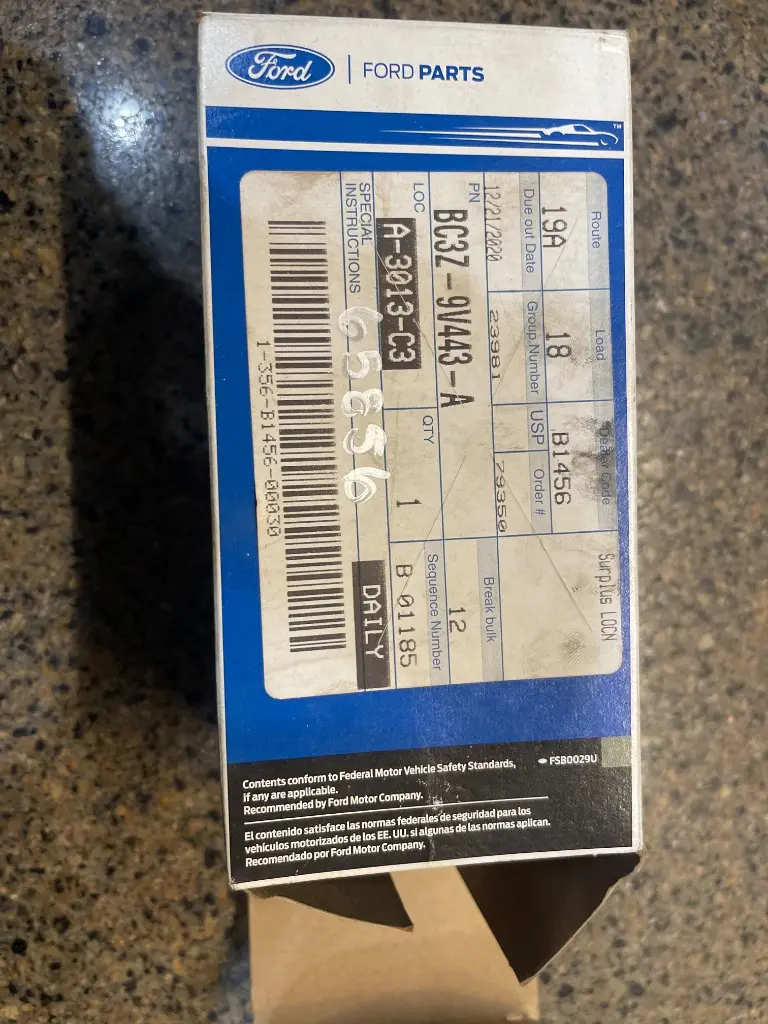 Ford | FORD PARTS
TM
Route
Load
Dealer Code
Surplus LOCN
19A
18
B1456
Due out Date
Group Number
USP
Order #
12/21/2020
23981
79350
Break bulk
PN
BC3Z-9V443-A
12
LOC
QTY
Sequence Number
A-3013-C3
1
B 01185
SPECIAL
INSTRUCTIONS
65856
DAILY
1-356-B1456-00030
FSB0029U
Contents conform to Federal Motor Vehicle Safety Standards,
if any are applicable.
Recommended by Ford Motor Company.
El contenido satisface las normas federales de seguridad para los
vehículos motorizados de los EE. UU. si algunas de las normas aplican.
Recomendado por Ford Motor Company.